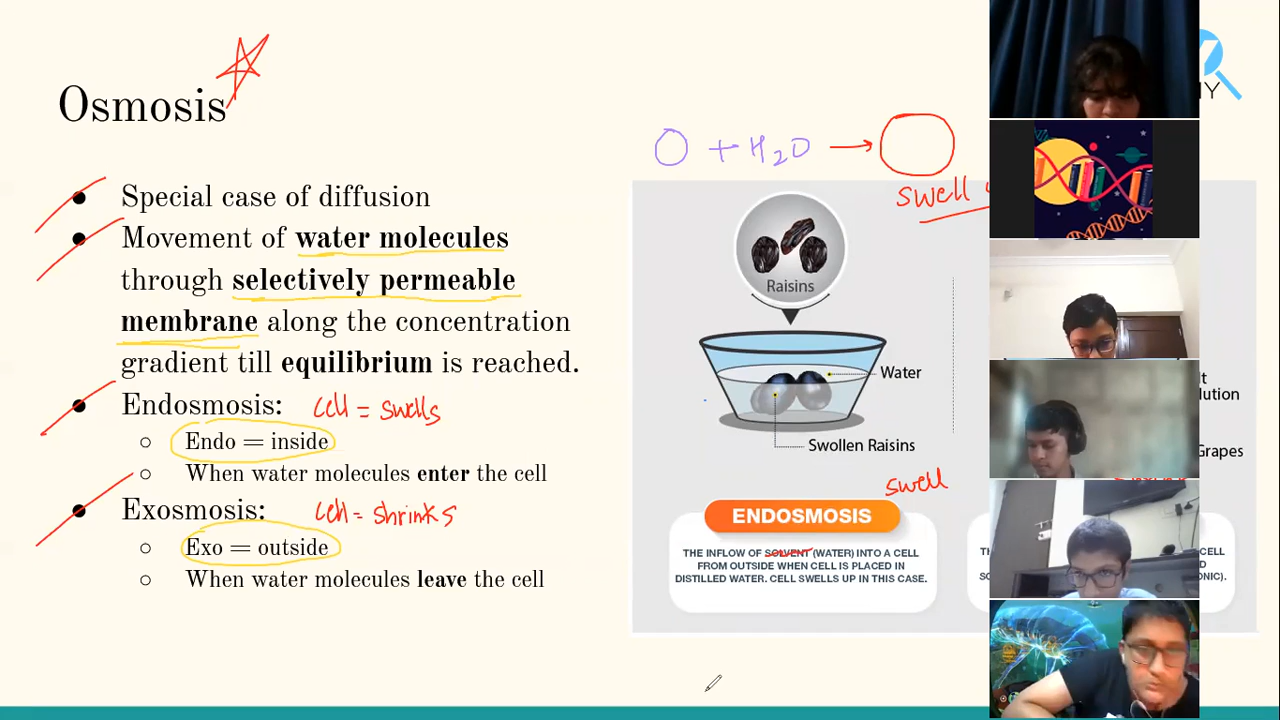 Osmosis
● Special case of diffusion
● Movement of water molecules
through selectively permeable
membrane along the concentration
gradient till equilibrium is reached.
● Endosmosis: cell = swells
○ Endo = inside
○ When water molecules enter the cell
● Exosmosis: cell = shrinks
○ Exo = outside
○ When water molecules leave the cell
O + H₂O →
swell
Raisins
Water
Swollen Raisins
swell
ENDOSMOSIS
THE INFLOW OF SOLVENT (WATER) INTO A CELL
FROM OUTSIDE WHEN CELL IS PLACED IN
DISTILLED WATER. CELL SWELLS UP IN THIS CASE.
Grapes
CELL